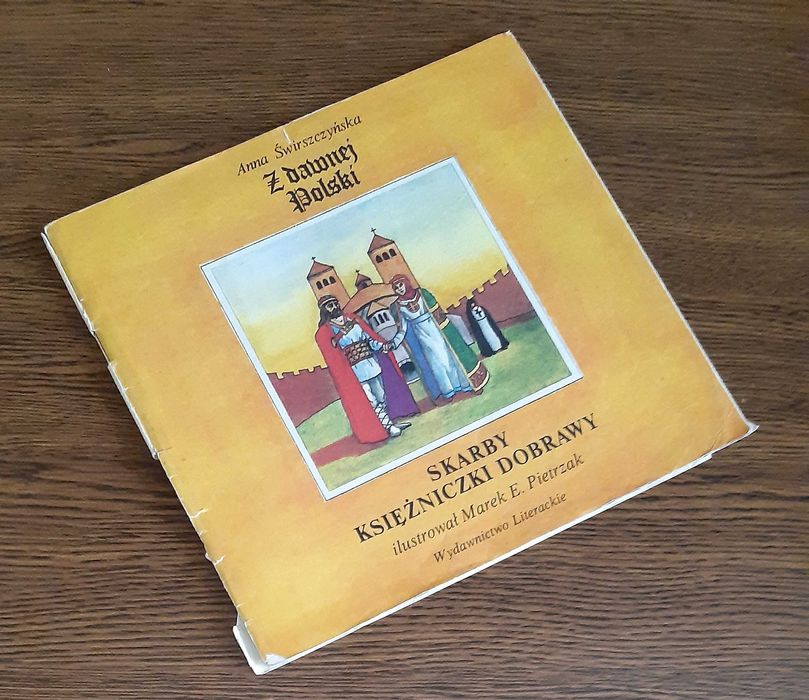 Anna Świrszczyńska
Z dawnej
Polski
SKARBY
KSIĘŻNICZKI DOBRAWY
ilustrował Marek E. Pietrzak
Wydawnictwo Literackie